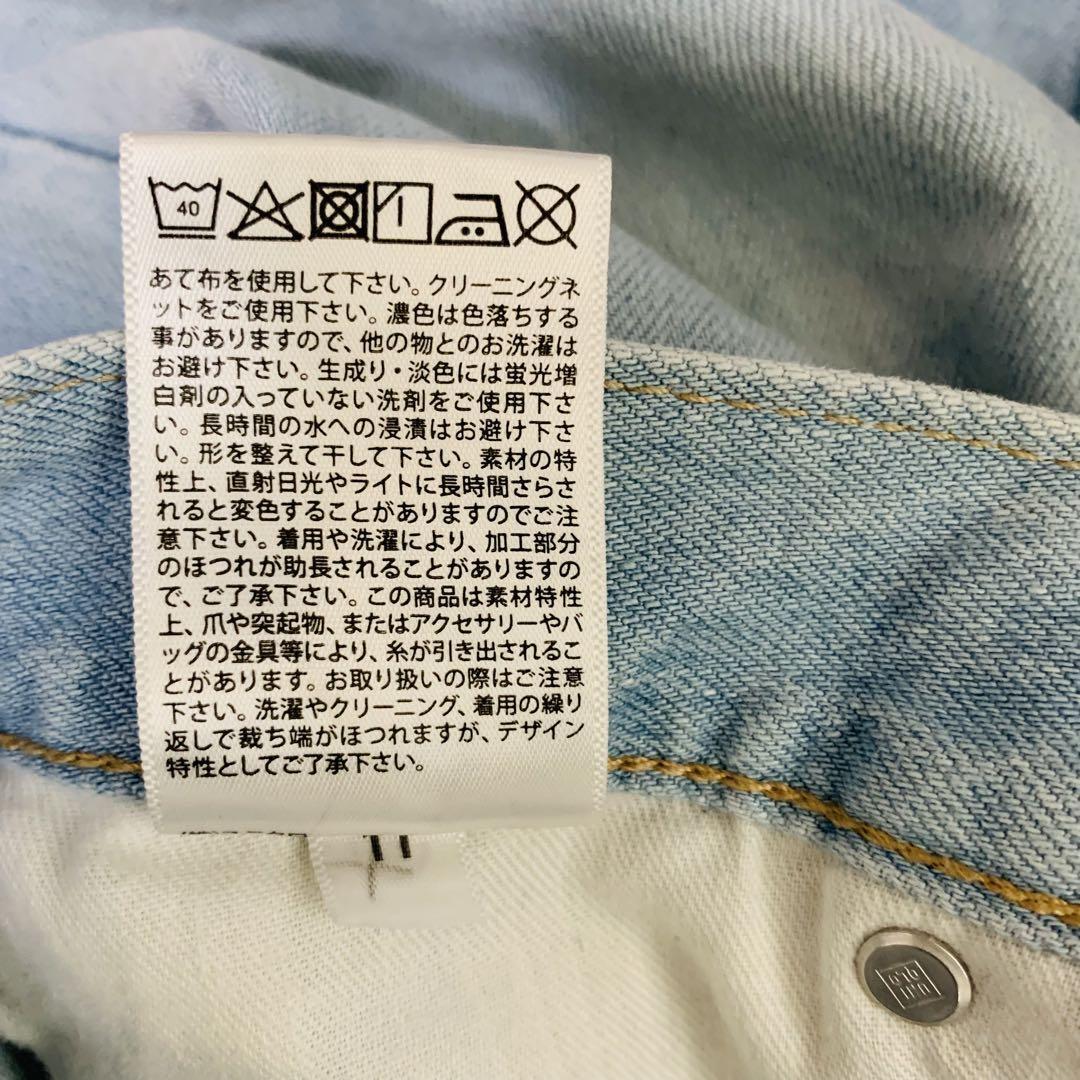 40
あて布を使用して下さい。クリーニングネ
ットをご使用下さい。濃色は色落ちする
事がありますので、他の物とのお洗濯は
お避け下さい。生成り・淡色には蛍光増
白剤の入っていない洗剤をご使用下さ
い。長時間の水への浸漬はお避け下さ
い。形を整えて干して下さい。素材の特
性上、直射日光やライトに長時間さらさ
れると変色することがありますのでご注
意下さい。着用や洗濯により、加工部分
のほつれが助長されることがありますの
で、ご了承下さい。この商品は素材特性
上、爪や突起物、またはアクセサリーやバ
ッグの金具等により、糸が引き出されるこ
とがあります。お取り扱いの際はご注意
下さい。洗濯やクリーニング、着用の繰り
返しで裁ち端がほつれますが、デザイン
特性としてご了承下さい。